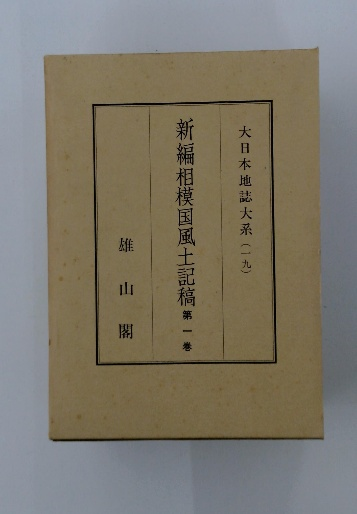 大日本地誌大系（一九）
新編相模国風土記稿 第一巻
雄山閣